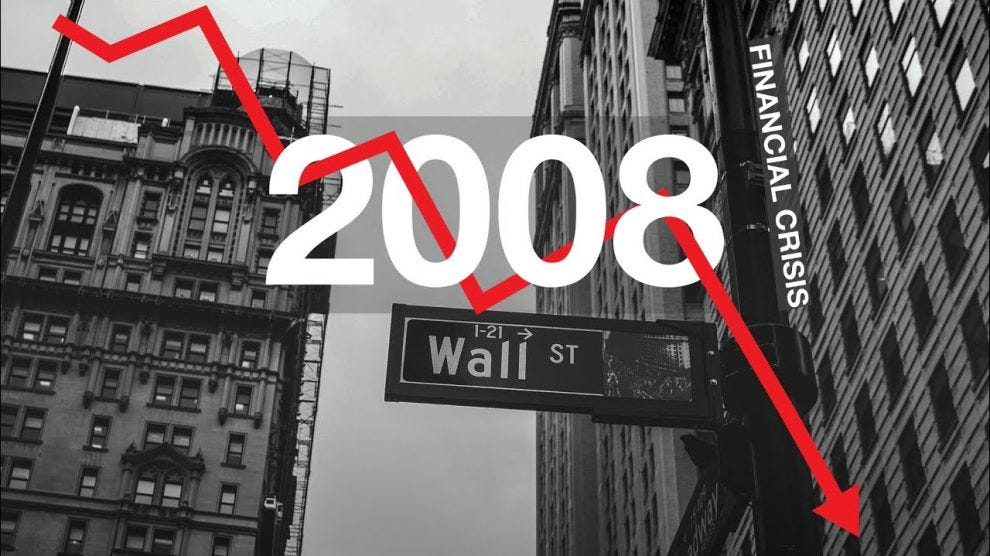 2008
FINANCIAL CRISIS
1-21 →
Wall ST